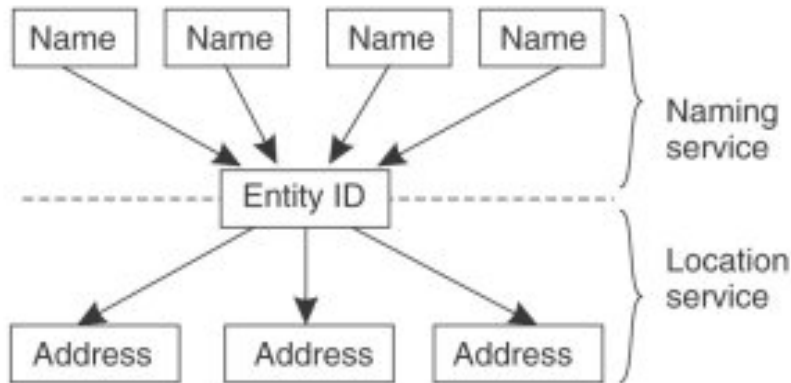 Name
Name
Name
Name
Naming
service
Entity ID
Location
service
Address
Address
Address